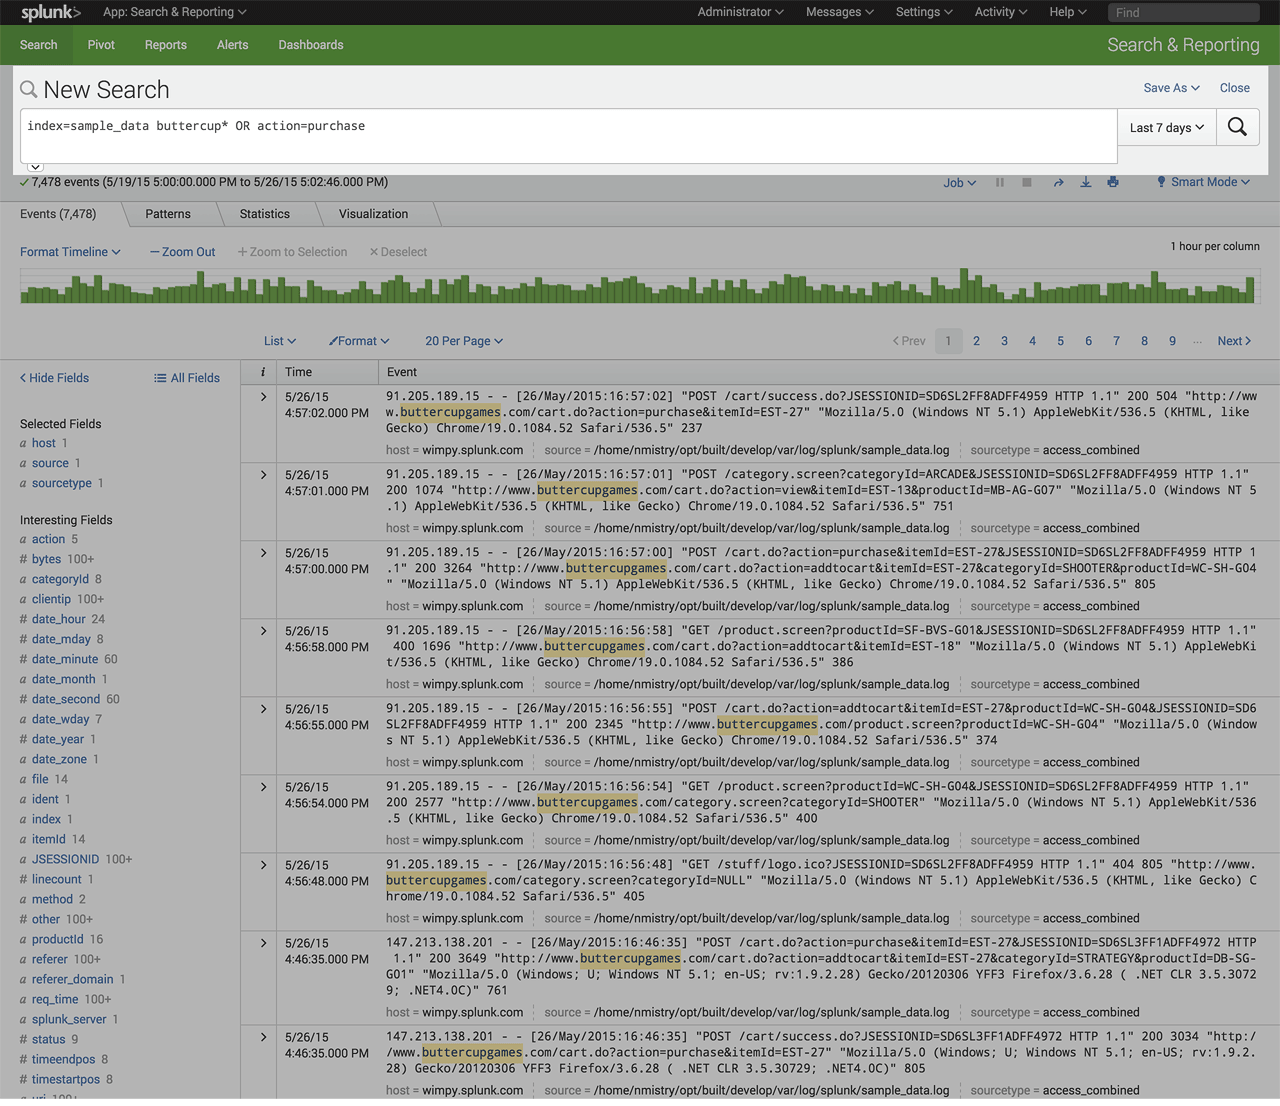 splunk> App: Search & Reporting Administrator Messages Settings Activity Help Find
Search Pivot Reports Alerts Dashboards Search & Reporting
New Search Save As Close
index=sample_data buttercup* OR action=purchase Last 7 days
7,478 events (5/19/15 5:00:00.000 PM to 5/26/15 5:02:46.000 PM) Job Smart Mode
Events (7,478) Patterns Statistics Visualization
Format Timeline — Zoom Out + Zoom to Selection × Deselect 1 hour per column
List Format 20 Per Page < Prev 1 2 3 4 5 6 7 8 9 ... Next >
< Hide Fields All Fields
Selected Fields
a host 1
a source 1
a sourcetype 1
Interesting Fields
a action 5
# bytes 100+
a categoryId 8
a clientip 100+
# date_hour 24
# date_mday 8
# date_minute 60
a date_month 1
# date_second 60
a date_wday 7
# date_year 1
a date_zone 1
a file 14
a ident 1
a index 1
a itemId 14
a JSESSIONID 100+
# linecount 1
a method 2
# other 100+
a productId 16
a referer 100+
a referer_domain 1
a req_time 100+
a splunk_server 1
# status 9
# timeendpos 8
# timestartpos 8
i Time Event
5/26/15
4:57:02.000 PM
91.205.189.15 - - [26/May/2015:16:57:02] "POST /cart/success.do?JSESSIONID=SD6SL2FF8ADFF4959 HTTP 1.1" 200 504 "http://ww
w.buttercupgames.com/cart.do?action=purchase&itemId=EST-27" "Mozilla/5.0 (Windows NT 5.1) AppleWebKit/536.5 (KHTML, like
Gecko) Chrome/19.0.1084.52 Safari/536.5" 237
host = wimpy.splunk.com source = /home/nmistry/opt/built/develop/var/log/splunk/sample_data.log sourcetype = access_combined
5/26/15
4:57:01.000 PM
91.205.189.15 - - [26/May/2015:16:57:01] "POST /category.screen?categoryId=ARCADE&JSESSIONID=SD6SL2FF8ADFF4959 HTTP 1.1"
200 1074 "http://www.buttercupgames.com/cart.do?action=view&itemId=EST-13&productId=MB-AG-G07" "Mozilla/5.0 (Windows NT 5
.1) AppleWebKit/536.5 (KHTML, like Gecko) Chrome/19.0.1084.52 Safari/536.5" 751
host = wimpy.splunk.com source = /home/nmistry/opt/built/develop/var/log/splunk/sample_data.log sourcetype = access_combined
5/26/15
4:57:00.000 PM
91.205.189.15 - - [26/May/2015:16:57:00] "POST /cart.do?action=purchase&itemId=EST-27&JSESSIONID=SD6SL2FF8ADFF4959 HTTP 1
.1" 200 3264 "http://www.buttercupgames.com/cart.do?action=addtocart&itemId=EST-27&categoryId=SHOOTER&productId=WC-SH-G04
" "Mozilla/5.0 (Windows NT 5.1) AppleWebKit/536.5 (KHTML, like Gecko) Chrome/19.0.1084.52 Safari/536.5" 805
host = wimpy.splunk.com source = /home/nmistry/opt/built/develop/var/log/splunk/sample_data.log sourcetype = access_combined
5/26/15
4:56:58.000 PM
91.205.189.15 - - [26/May/2015:16:56:58] "GET /product.screen?productId=SF-BVS-G01&JSESSIONID=SD6SL2FF8ADFF4959 HTTP 1.1"
400 1696 "http://www.buttercupgames.com/cart.do?action=addtocart&itemId=EST-18" "Mozilla/5.0 (Windows NT 5.1) AppleWebKi
t/536.5 (KHTML, like Gecko) Chrome/19.0.1084.52 Safari/536.5" 386
host = wimpy.splunk.com source = /home/nmistry/opt/built/develop/var/log/splunk/sample_data.log sourcetype = access_combined
5/26/15
4:56:55.000 PM
91.205.189.15 - - [26/May/2015:16:56:55] "POST /cart.do?action=addtocart&itemId=EST-27&productId=WC-SH-G04&JSESSIONID=SD6
SL2FF8ADFF4959 HTTP 1.1" 200 2345 "http://www.buttercupgames.com/product.screen?productId=WC-SH-G04" "Mozilla/5.0 (Window
s NT 5.1) AppleWebKit/536.5 (KHTML, like Gecko) Chrome/19.0.1084.52 Safari/536.5" 374
host = wimpy.splunk.com source = /home/nmistry/opt/built/develop/var/log/splunk/sample_data.log sourcetype = access_combined
5/26/15
4:56:54.000 PM
91.205.189.15 - - [26/May/2015:16:56:54] "GET /product.screen?productId=WC-SH-G04&JSESSIONID=SD6SL2FF8ADFF4959 HTTP 1.1"
200 2577 "http://www.buttercupgames.com/category.screen?categoryId=SHOOTER" "Mozilla/5.0 (Windows NT 5.1) AppleWebKit/536
.5 (KHTML, like Gecko) Chrome/19.0.1084.52 Safari/536.5" 400
host = wimpy.splunk.com source = /home/nmistry/opt/built/develop/var/log/splunk/sample_data.log sourcetype = access_combined
5/26/15
4:56:48.000 PM
91.205.189.15 - - [26/May/2015:16:56:48] "GET /stuff/logo.ico?JSESSIONID=SD6SL2FF8ADFF4959 HTTP 1.1" 404 805 "http://www.
buttercupgames.com/category.screen?categoryId=NULL" "Mozilla/5.0 (Windows NT 5.1) AppleWebKit/536.5 (KHTML, like Gecko) C
hrome/19.0.1084.52 Safari/536.5" 405
host = wimpy.splunk.com source = /home/nmistry/opt/built/develop/var/log/splunk/sample_data.log sourcetype = access_combined
5/26/15
4:46:35.000 PM
147.213.138.201 - - [26/May/2015:16:46:35] "POST /cart.do?action=purchase&itemId=EST-27&JSESSIONID=SD6SL3FF1ADFF4972 HTTP
1.1" 200 3649 "http://www.buttercupgames.com/cart.do?action=addtocart&itemId=EST-27&categoryId=STRATEGY&productId=DB-SG-
G01" "Mozilla/5.0 (Windows; U; Windows NT 5.1; en-US; rv:1.9.2.28) Gecko/20120306 YFF3 Firefox/3.6.28 ( .NET CLR 3.5.3072
9; .NET4.0C)" 761
host = wimpy.splunk.com source = /home/nmistry/opt/built/develop/var/log/splunk/sample_data.log sourcetype = access_combined
5/26/15
4:46:35.000 PM
147.213.138.201 - - [26/May/2015:16:46:35] "POST /cart/success.do?JSESSIONID=SD6SL3FF1ADFF4972 HTTP 1.1" 200 3034 "http:/
/www.buttercupgames.com/cart.do?action=purchase&itemId=EST-27" "Mozilla/5.0 (Windows; U; Windows NT 5.1; en-US; rv:1.9.2.
28) Gecko/20120306 YFF3 Firefox/3.6.28 ( .NET CLR 3.5.30729; .NET4.0C)" 805
host = wimpy.splunk.com source = /home/nmistry/opt/built/develop/var/log/splunk/sample_data.log sourcetype = access_combined